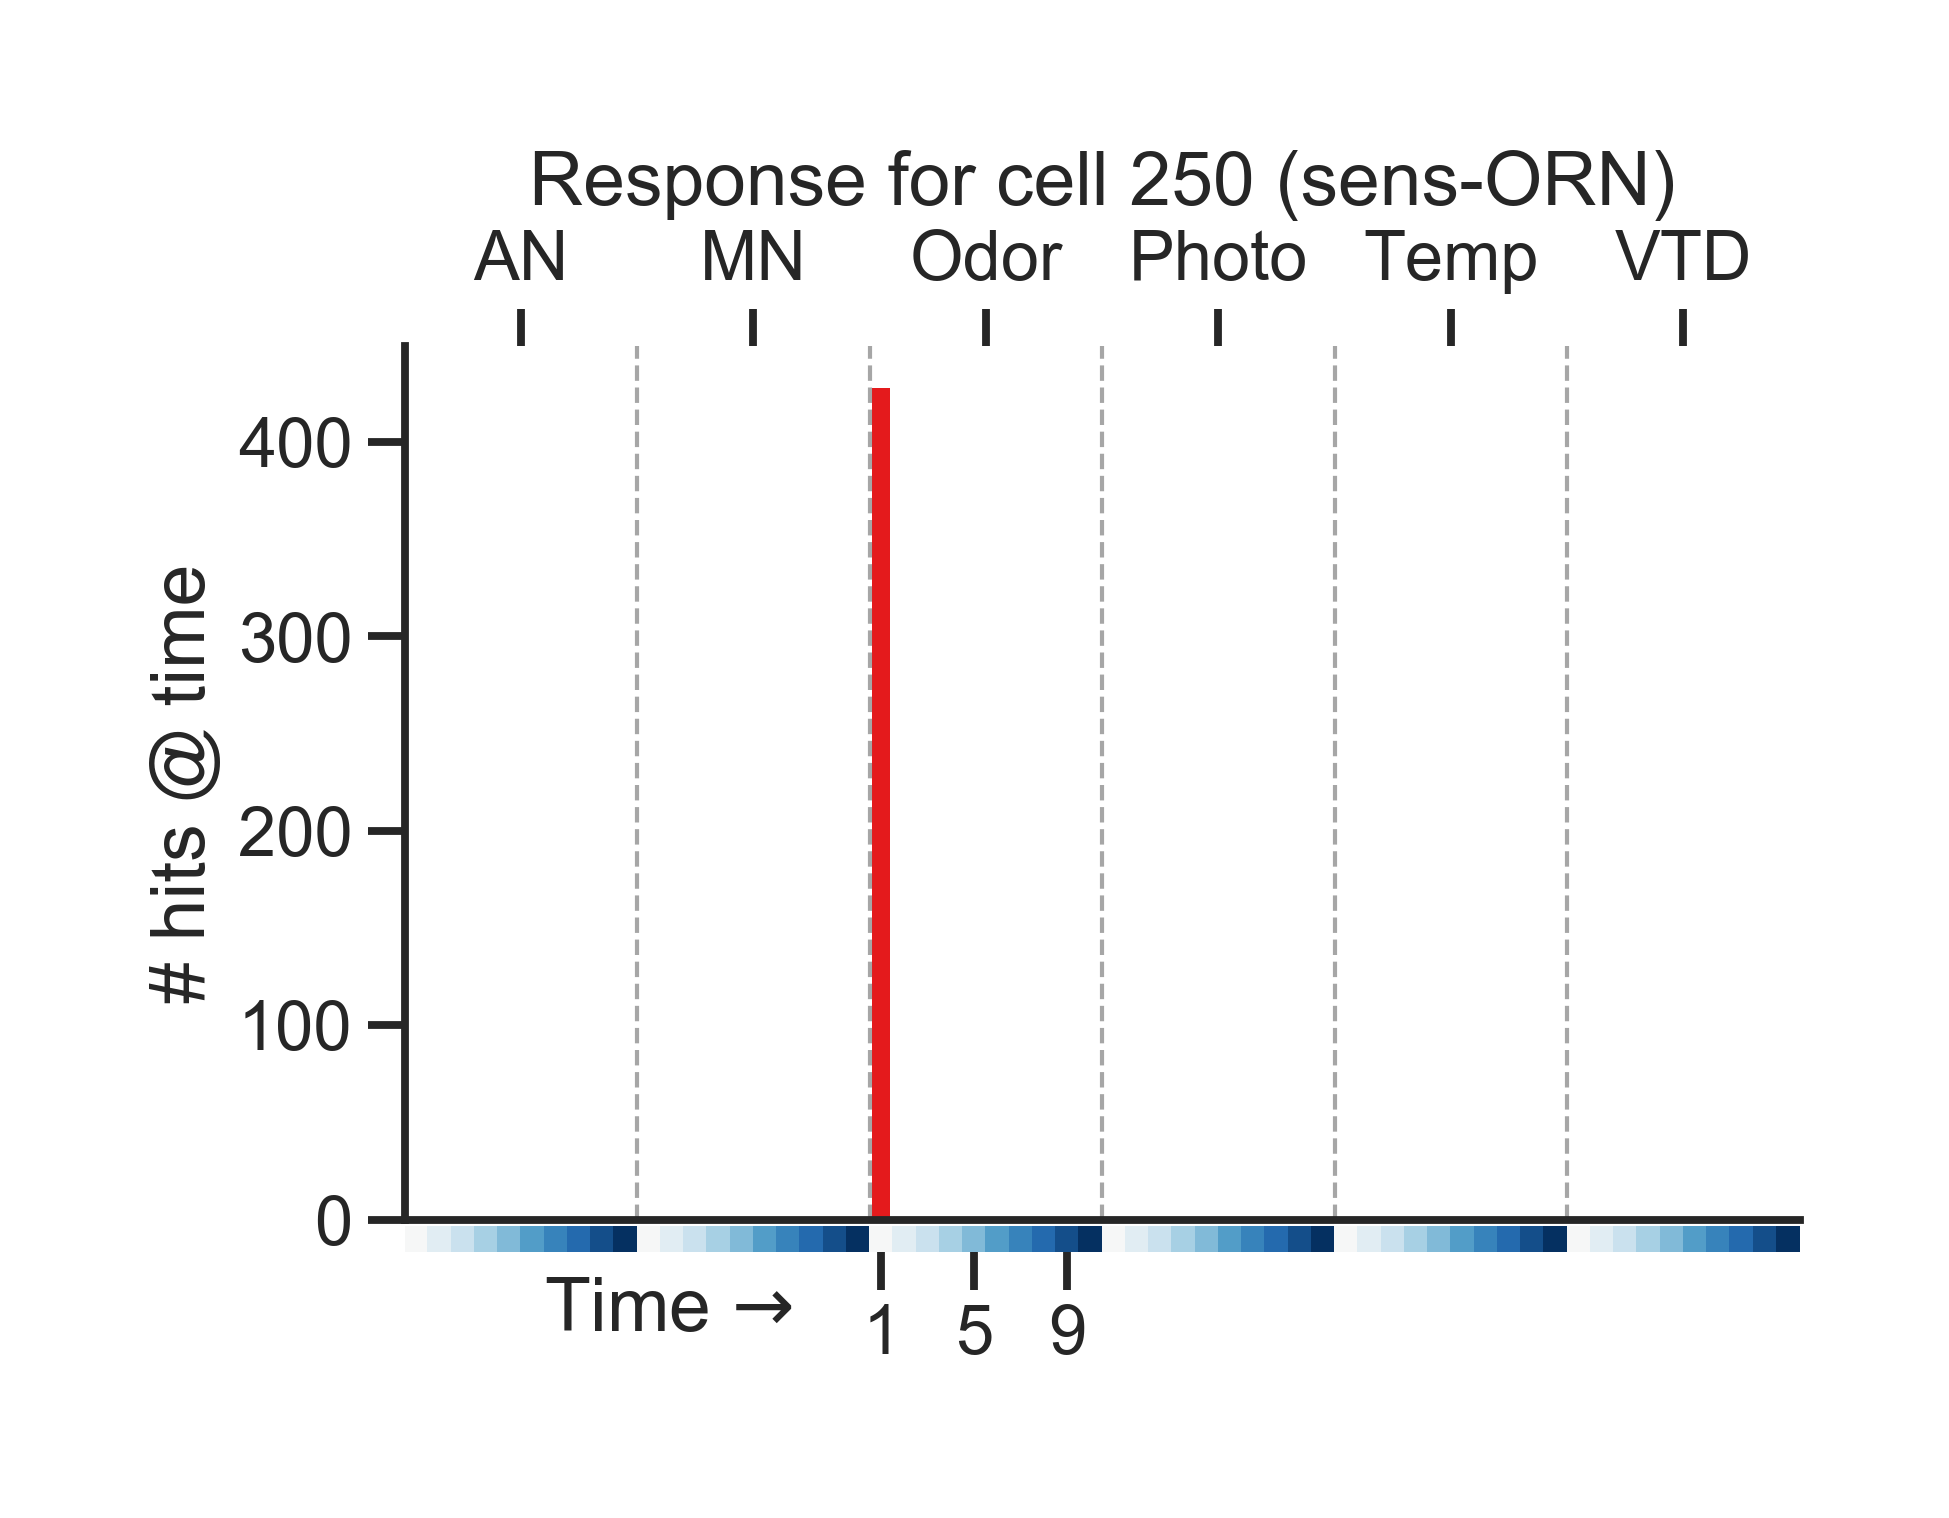 Response for cell 250 (sens-ORN)
AN MN Odor Photo Temp VTD
# hits @ time
400
300
200
100
0
Time →
1 5 9